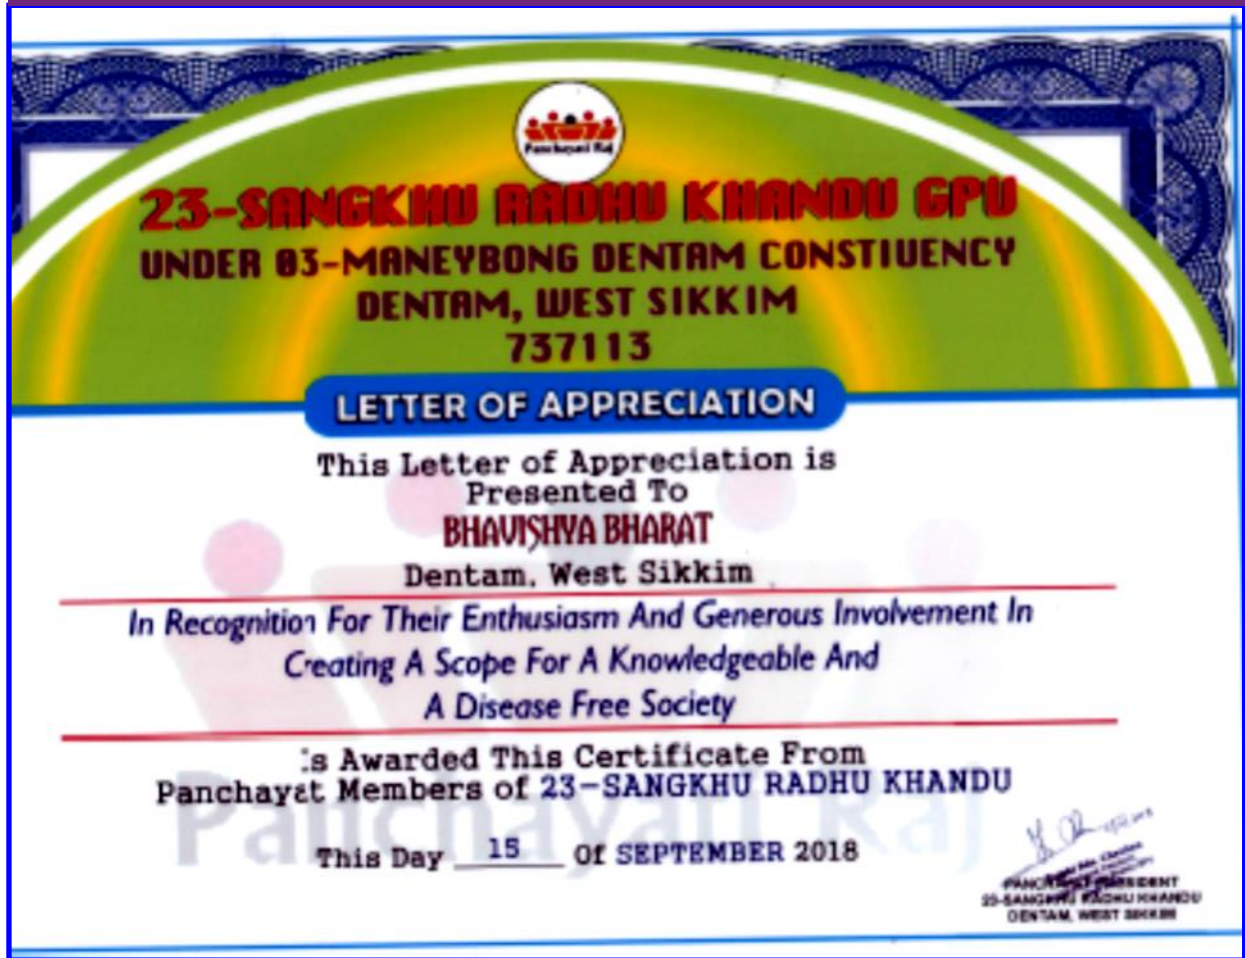 Panchayati Raj
23-SANGKHU RADHU KHANDU GPU
UNDER 03-MANEYBONG DENTAM CONSTIUENCY
DENTAM, WEST SIKKIM
737113
LETTER OF APPRECIATION
This Letter of Appreciation is
Presented To
BHAVISHYA BHARAT
Dentam, West Sikkim
In Recognition For Their Enthusiasm And Generous Involvement In
Creating A Scope For A Knowledgeable And
A Disease Free Society
is Awarded This Certificate From
Panchayat Members of 23-SANGKHU RADHU KHANDU
Panchayati Raj
This Day 15 Of SEPTEMBER 2018
PANCHAYAT PRESIDENT
23-SANGKHU RADHU KHANDU
DENTAM, WEST SIKKIM